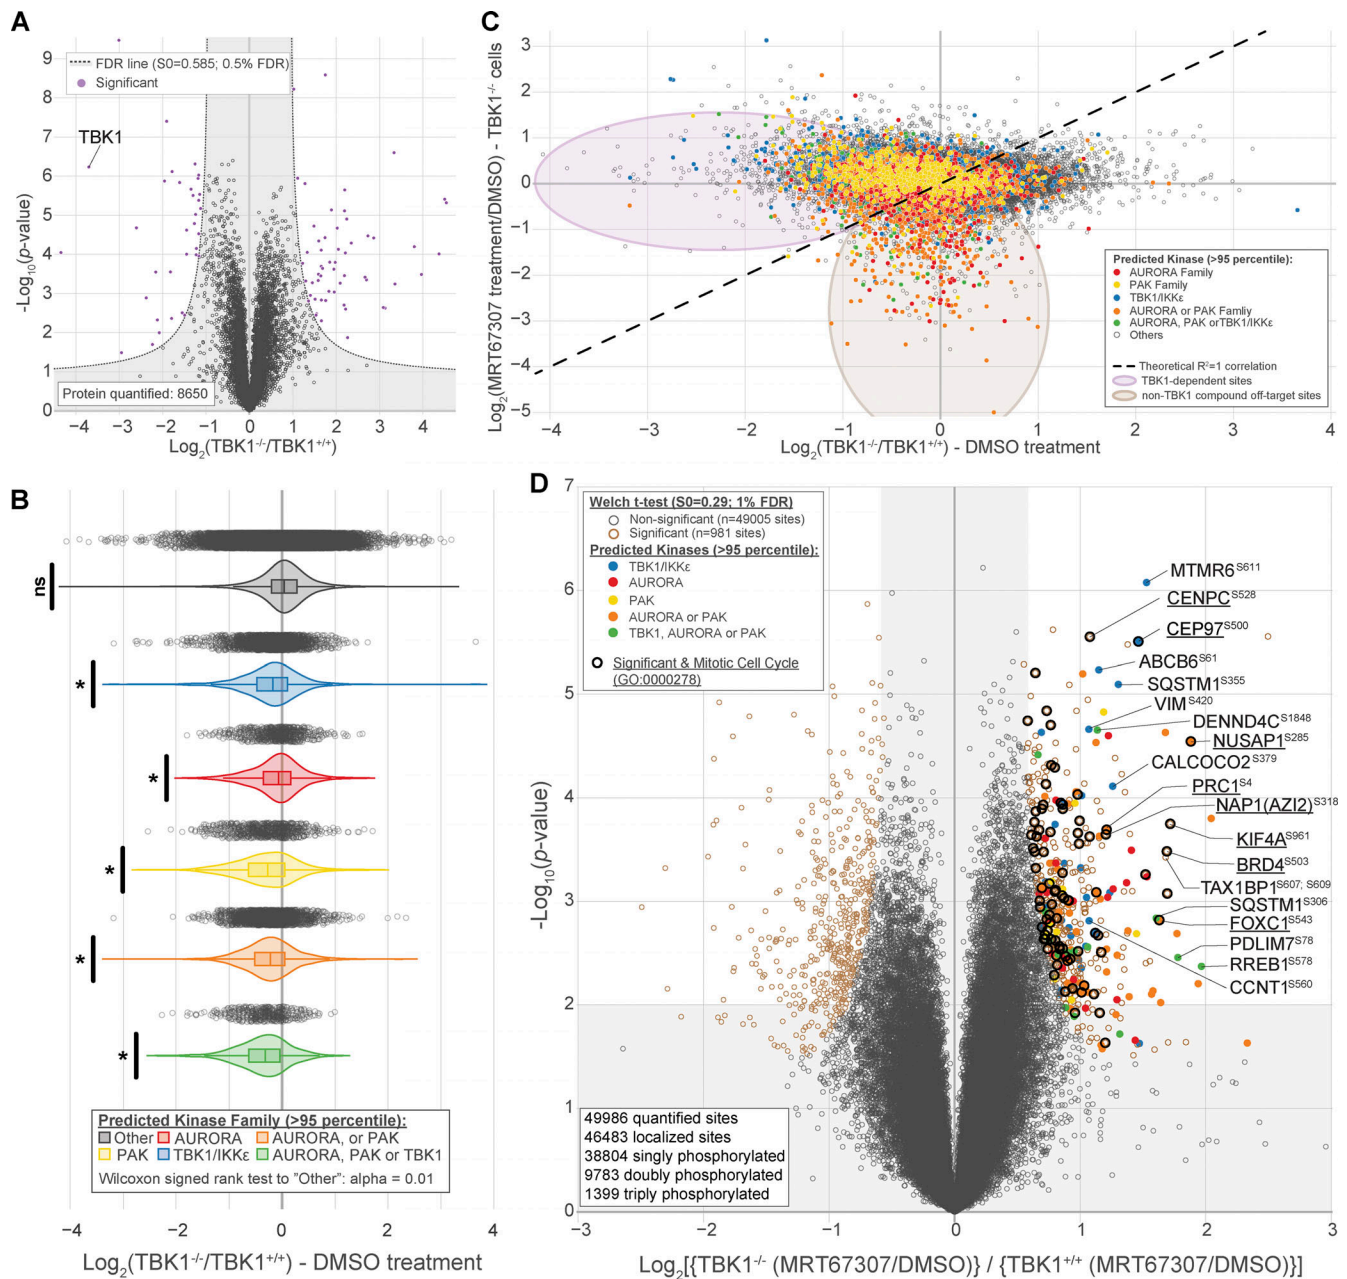 A
9
8
7
6
5
4
3
2
1
0
-Log10(p-value)
FDR line (S0=0.585; 0.5% FDR)
Significant
TBK1
Protein quantified: 8650
−4
−3
−2
−1
0
1
2
3
4
Log2(TBK1-/-/TBK1+/+)
C
3
2
1
0
−1
−2
−3
−4
−5
Log2(MRT67307 treatment/DMSO) - TBK1-/- cells
Predicted Kinase (>95 percentile):
AURORA Family
PAK Family
TBK1/IKKε
AURORA or PAK Famliy
AURORA, PAK orTBK1/IKKε
Others
Theoretical R2=1 correlation
TBK1-dependent sites
non-TBK1 compound off-target sites
−4
−3
−2
−1
0
1
2
3
4
Log2(TBK1-/-/TBK1+/+) - DMSO treatment
B
ns
*
*
*
*
*
Predicted Kinase Family (>95 percentile):
Other AURORA AURORA, or PAK
PAK TBK1/IKKε AURORA, PAK or TBK1
Wilcoxon signed rank test to "Other": alpha = 0.01
−4
−2
0
2
4
Log2(TBK1-/-/TBK1+/+) - DMSO treatment
D
7
6
5
4
3
2
1
0
-Log10(p-value)
Welch t-test (S0=0.29; 1% FDR)
Non-significant (n=49005 sites)
Significant (n=981 sites)
Predicted Kinases (>95 percentile):
TBK1/IKKε
AURORA
PAK
AURORA or PAK
TBK1, AURORA or PAK
Significant & Mitotic Cell Cycle
(GO:0000278)
MTMR6S611
CENPCS528
CEP97S500
ABCB6S61
SQSTM1S355
VIMS420
DENND4CS1848
NUSAP1S285
CALCOCO2S379
PRC1S4
NAP1(AZI2)S318
KIF4AS961
BRD4S503
TAX1BP1S607; S609
SQSTM1S306
FOXC1S543
PDLIM7S78
RREB1S578
CCNT1S560
49986 quantified sites
46483 localized sites
38804 singly phosphorylated
9783 doubly phosphorylated
1399 triply phosphorylated
−3
−2
−1
0
1
2
3
Log2[{TBK1-/- (MRT67307/DMSO)} / {TBK1+/+ (MRT67307/DMSO)}]